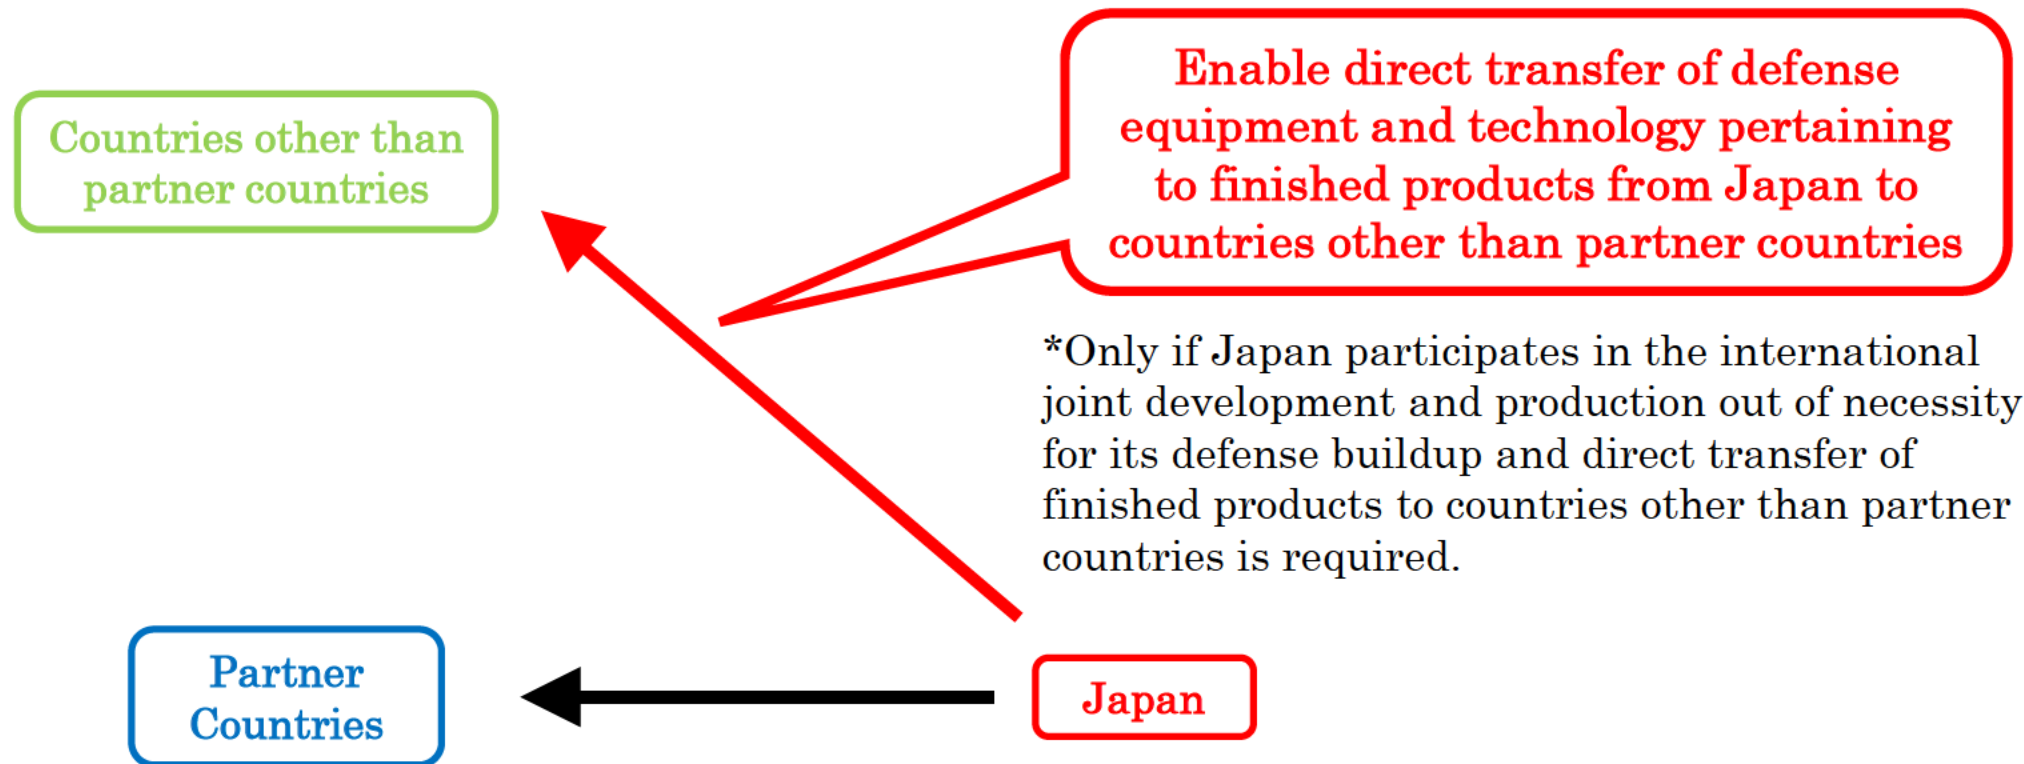 Enable direct transfer of defense
equipment and technology pertaining
to finished products from Japan to
countries other than partner countries
Countries other than
partner countries
*Only if Japan participates in the international
joint development and production out of necessity
for its defense buildup and direct transfer of
finished products to countries other than partner
countries is required.
Partner
Countries
Japan